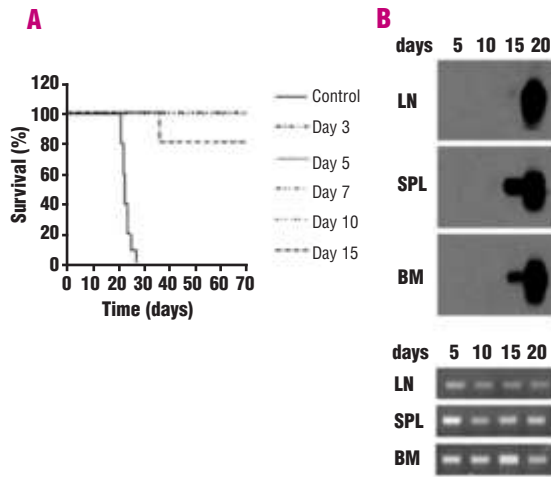 A
120
100
80
60
40
20
0
Survival (%)
0 10 20 30 40 50 60 70
Time (days)
Control
Day 3
Day 5
Day 7
Day 10
Day 15
B
days 5 10 15 20
LN
SPL
BM
days 5 10 15 20
LN
SPL
BM